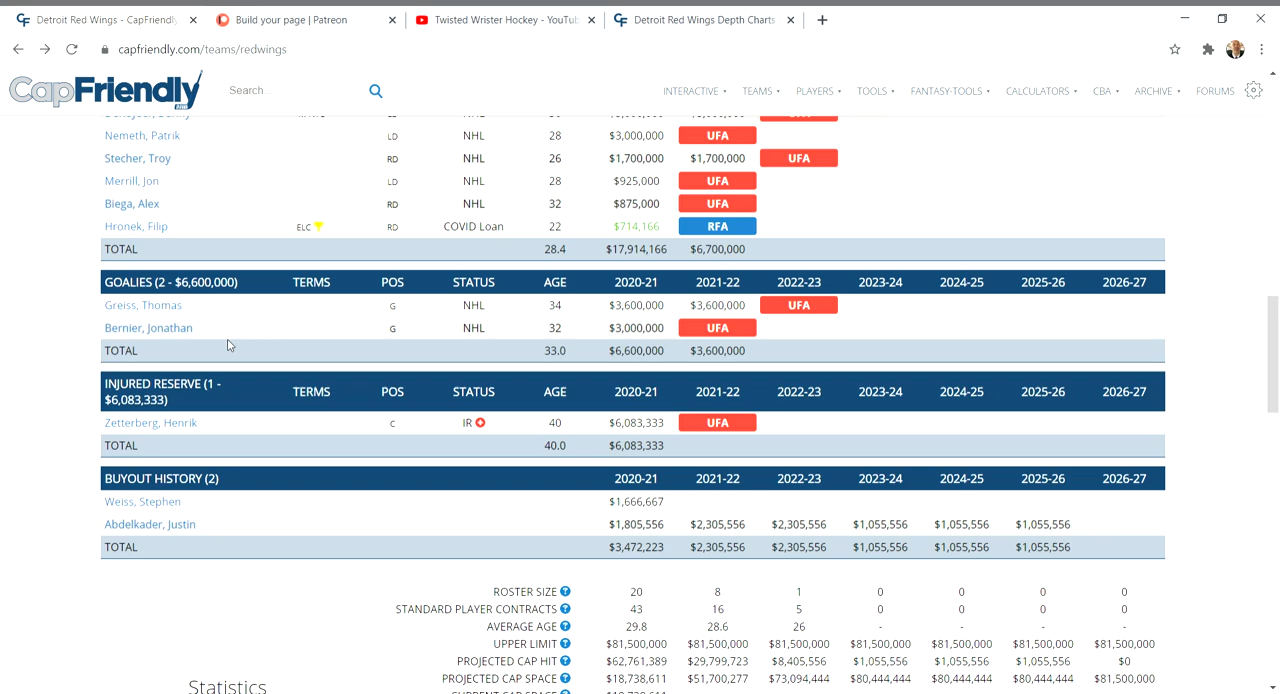 Detroit Red Wings - CapFriendly
Build your page | Patreon
Twisted Wrister Hockey - YouTube
Detroit Red Wings Depth Charts
capfriendly.com/teams/redwings
CapFriendly
Search...
INTERACTIVE TEAMS PLAYERS TOOLS FANTASY-TOOLS CALCULATORS CBA ARCHIVE FORUMS
Nemeth, Patrik LD NHL 28 $3,000,000 UFA
Stecher, Troy RD NHL 26 $1,700,000 $1,700,000 UFA
Merrill, Jon LD NHL 28 $925,000 UFA
Biega, Alex RD NHL 32 $875,000 UFA
Hronek, Filip ELC RD COVID Loan 22 $714,166 RFA
TOTAL 28.4 $17,914,166 $6,700,000
GOALIES (2 - $6,600,000) TERMS POS STATUS AGE 2020-21 2021-22 2022-23 2023-24 2024-25 2025-26 2026-27
Greiss, Thomas G NHL 34 $3,600,000 $3,600,000 UFA
Bernier, Jonathan G NHL 32 $3,000,000 UFA
TOTAL 33.0 $6,600,000 $3,600,000
INJURED RESERVE (1 -
$6,083,333) TERMS POS STATUS AGE 2020-21 2021-22 2022-23 2023-24 2024-25 2025-26 2026-27
Zetterberg, Henrik C IR 40 $6,083,333 UFA
TOTAL 40.0 $6,083,333
BUYOUT HISTORY (2) 2020-21 2021-22 2022-23 2023-24 2024-25 2025-26 2026-27
Weiss, Stephen $1,666,667
Abdelkader, Justin $1,805,556 $2,305,556 $2,305,556 $1,055,556 $1,055,556 $1,055,556
TOTAL $3,472,223 $2,305,556 $2,305,556 $1,055,556 $1,055,556 $1,055,556
ROSTER SIZE 20 8 1 0 0 0 0
STANDARD PLAYER CONTRACTS 43 16 5 0 0 0 0
AVERAGE AGE 29.8 28.6 26 - - - -
UPPER LIMIT $81,500,000 $81,500,000 $81,500,000 $81,500,000 $81,500,000 $81,500,000 $81,500,000
PROJECTED CAP HIT $62,761,389 $29,799,723 $8,405,556 $1,055,556 $1,055,556 $1,055,556 $0
PROJECTED CAP SPACE $18,738,611 $51,700,277 $73,094,444 $80,444,444 $80,444,444 $80,444,444 $81,500,000
Statistics